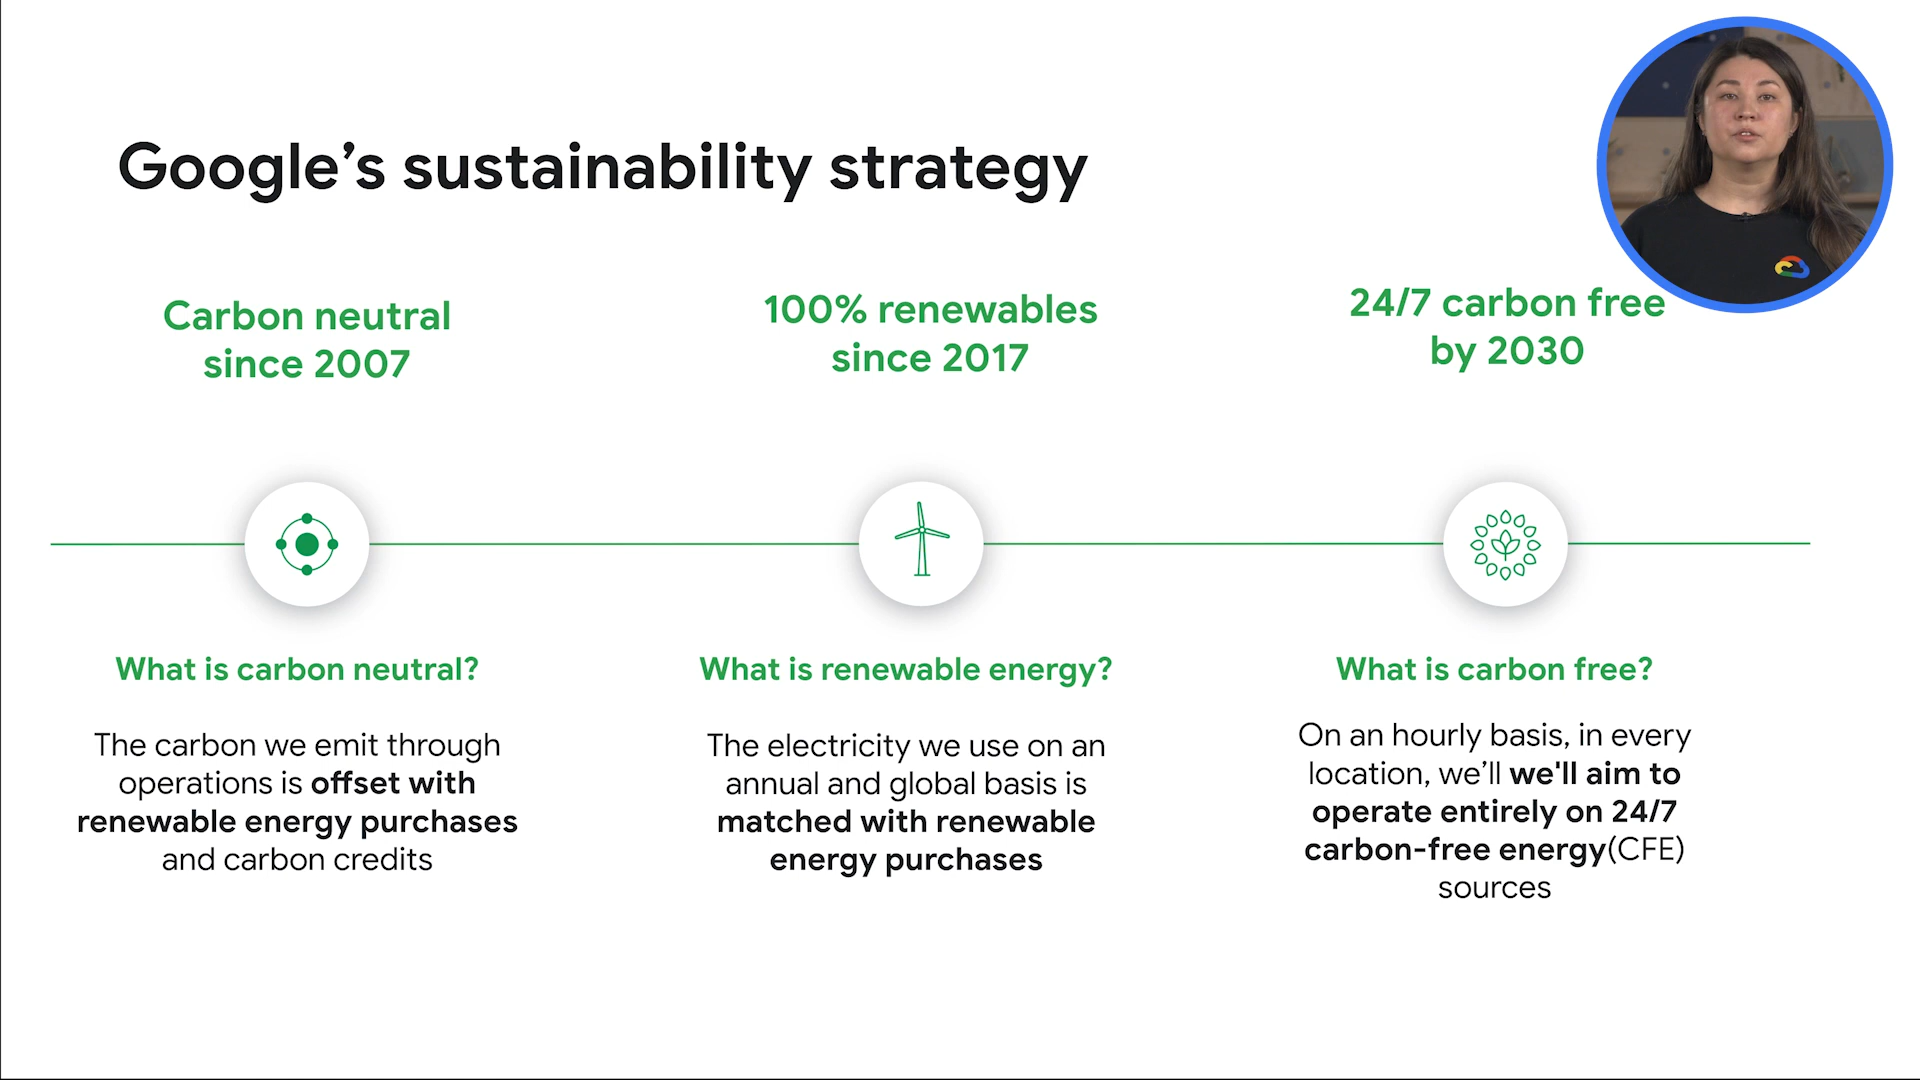 Google’s sustainability strategy
Carbon neutral
since 2007
100% renewables
since 2017
24/7 carbon free
by 2030
What is carbon neutral?
The carbon we emit through
operations is offset with
renewable energy purchases
and carbon credits
What is renewable energy?
The electricity we use on an
annual and global basis is
matched with renewable
energy purchases
What is carbon free?
On an hourly basis, in every
location, we’ll we'll aim to
operate entirely on 24/7
carbon-free energy(CFE)
sources